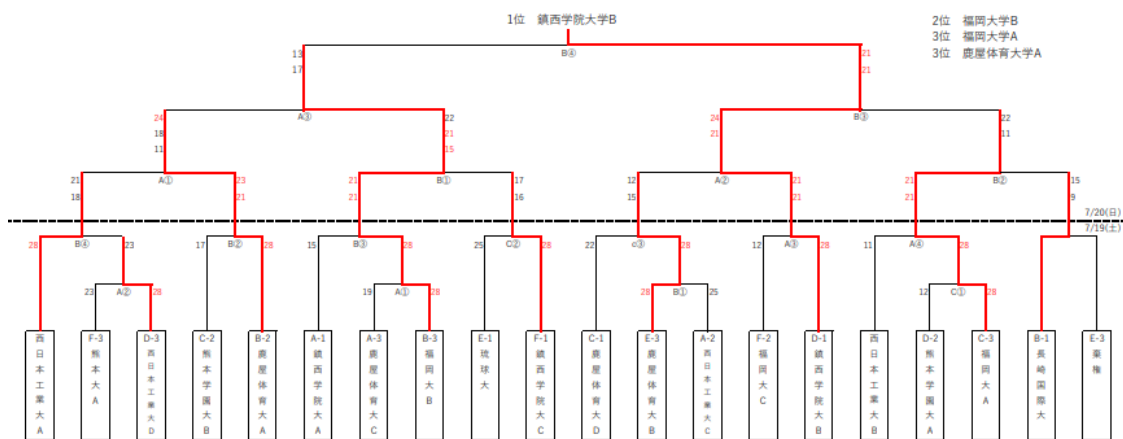 1位 鎮西学院大学B
2位 福岡大学B
3位 福岡大学A
3位 鹿屋体育大学A
13 B④ 21
17 21
24 A③ 22 24 B③ 22
18 21 21 11
11 15
21 A① 23 21 B① 17 12 A② 21 21 B② 15
18 21 21 16 15 21 21 9
7/20(日)
7/19(土)
28 B④ 23 17 B② 28 15 B③ 28 25 C② 28 22 c③ 28 12 A③ 28 11 A④ 28
23 A② 28 19 A① 28 28 B① 25 12 C① 28
西日本工業大A
F-3 熊本大A
D-3 西日本工業大D
C-2 熊本学園大B
B-2 鹿屋体育大A
A-1 鎮西学院大A
A-3 鹿屋体育大C
B-3 福岡大B
E-1 琉球大
F-1 鎮西学院大C
C-1 鹿屋体育大D
E-3 鹿屋体育大B
A-2 西日本工業大C
F-2 福岡大C
D-1 鎮西学院大B
西日本工業大B
D-2 熊本学園大A
C-3 福岡大A
B-1 長崎国際大
E-3 棄権